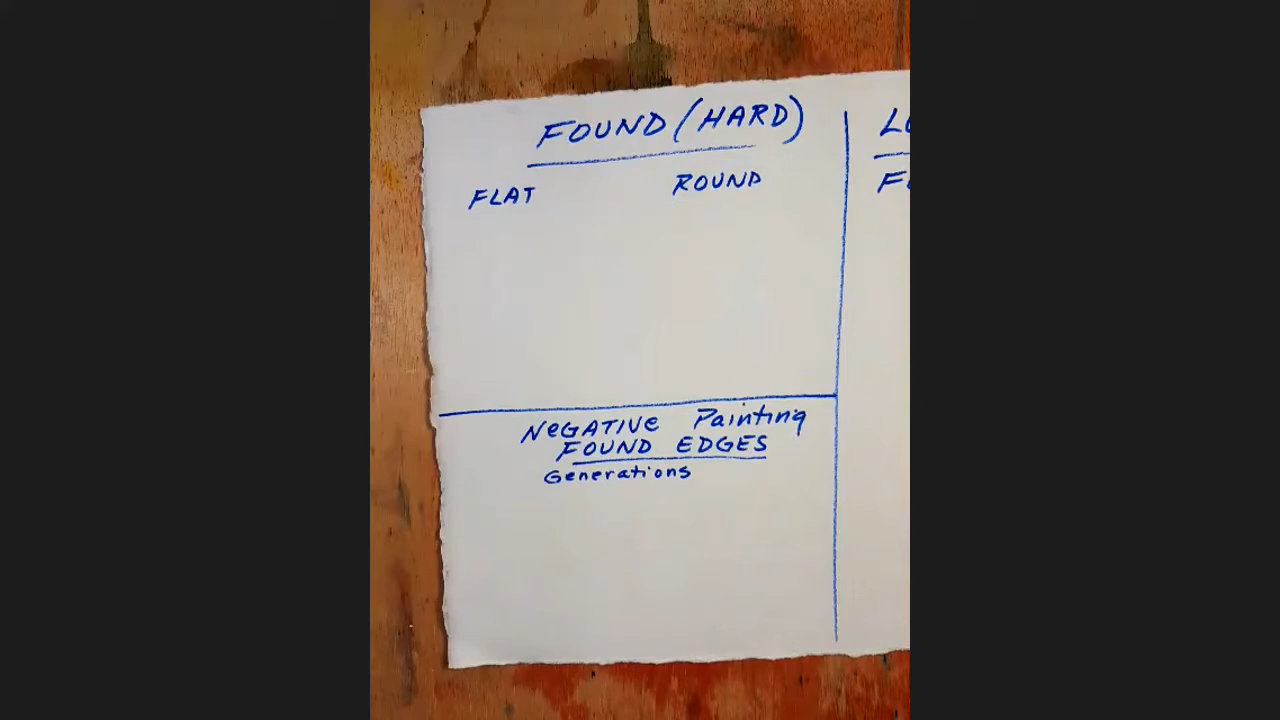 FOUND (HARD)
FLAT ROUND
NEGATIVE Painting
FOUND EDGES
Generations